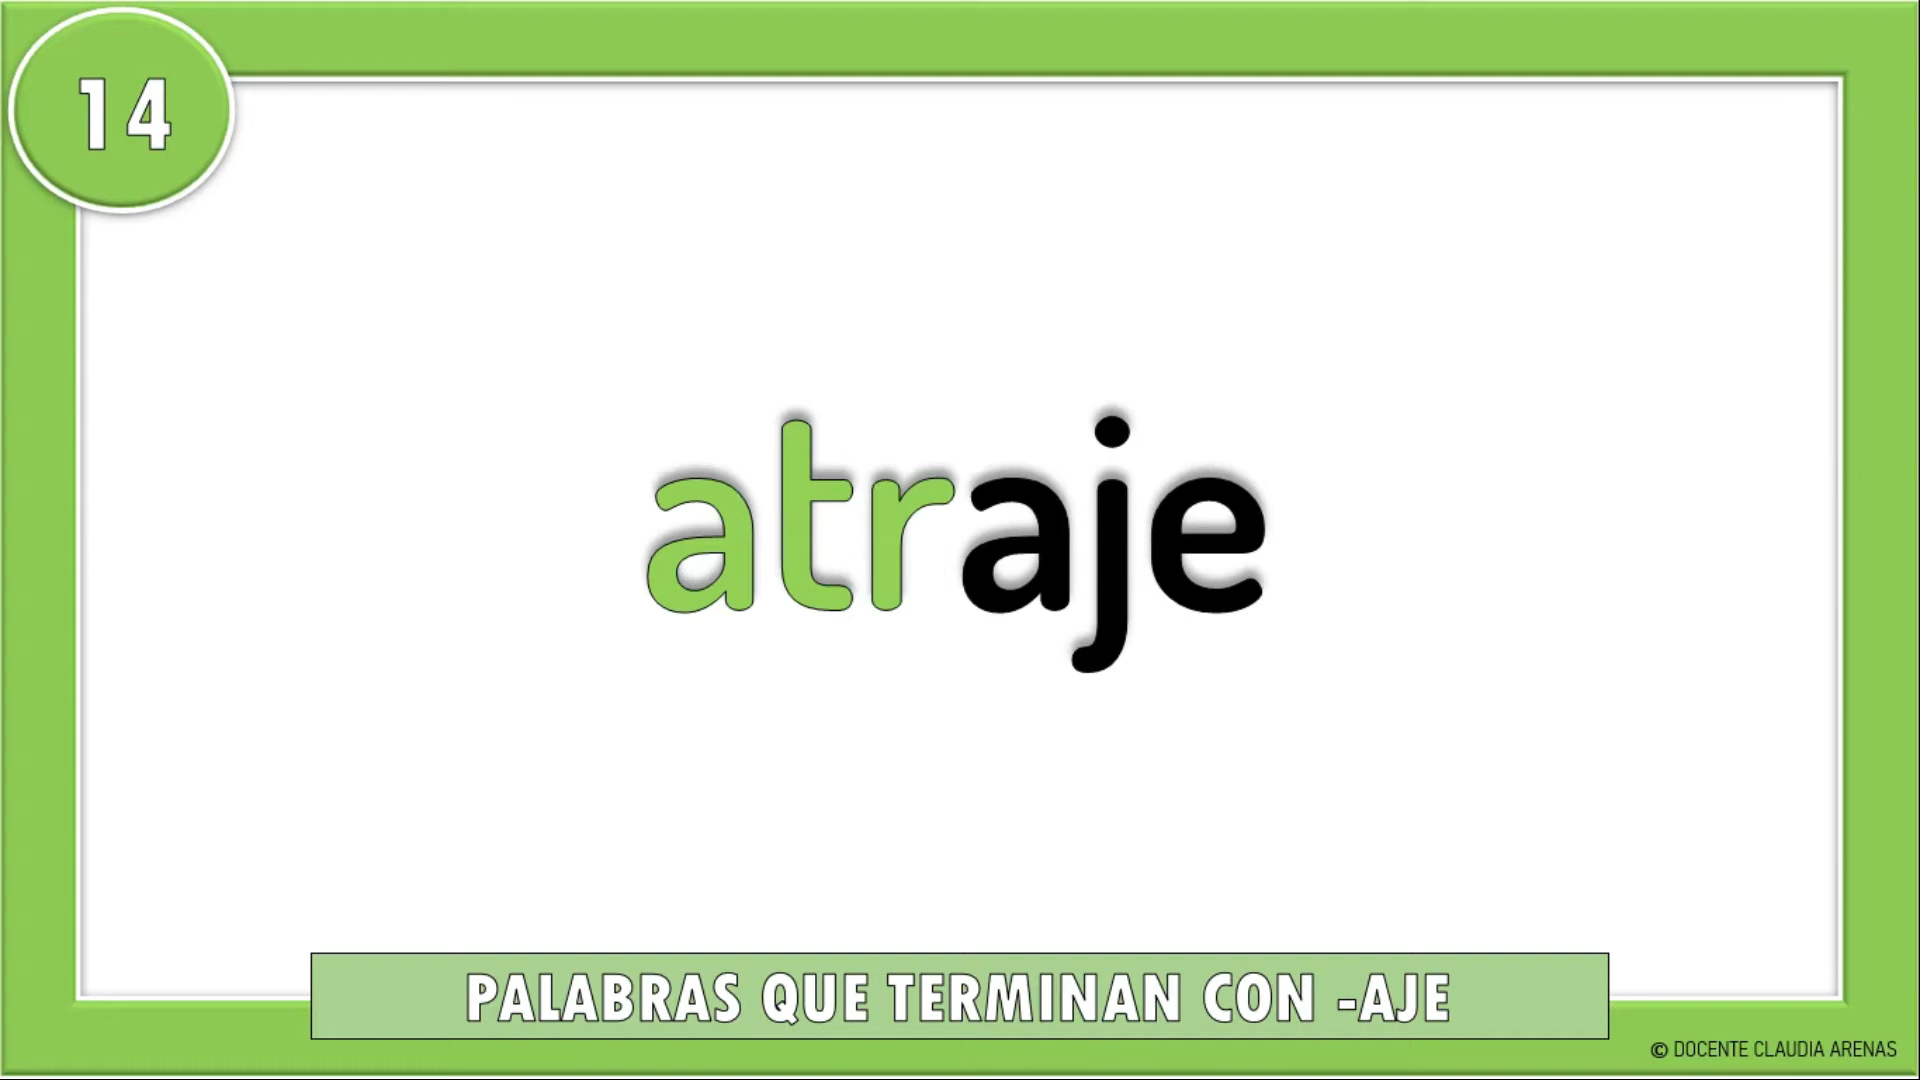 14
atraje
PALABRAS QUE TERMINAN CON -AJE
© DOCENTE CLAUDIA ARENAS